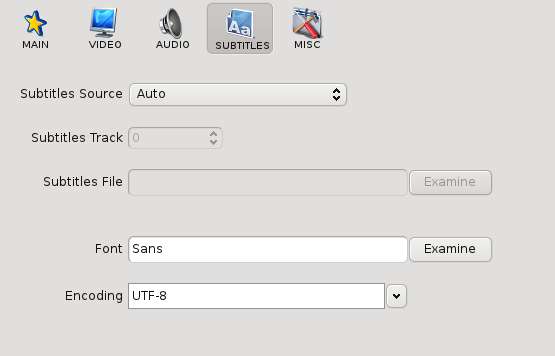 MAIN VIDEO AUDIO SUBTITLES MISC
Subtitles Source Auto
Subtitles Track 0
Subtitles File Examine
Font Sans Examine
Encoding UTF-8